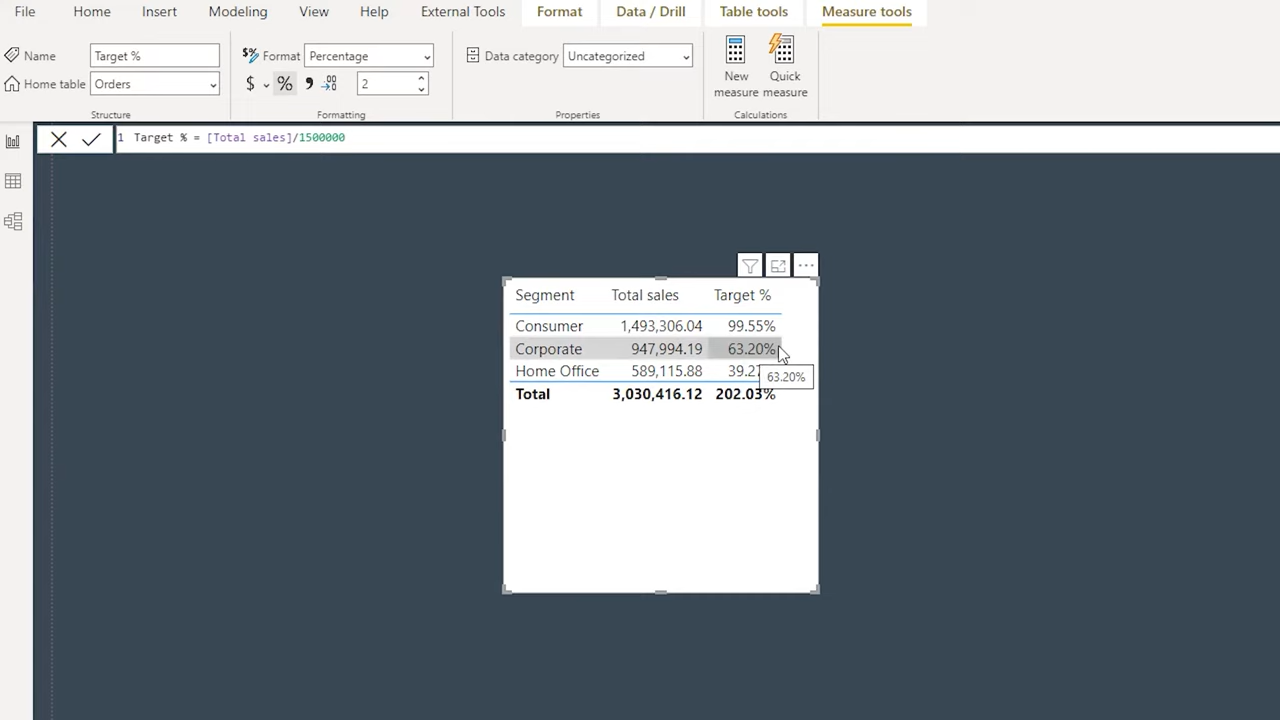 File Home Insert Modeling View Help External Tools Format Data / Drill Table tools Measure tools
Name Target % $% Format Percentage Data category Uncategorized
Home table Orders $ % 9 .00 2
New measure
Quick measure
Structure Formatting Properties Calculations
1 Target % = [Total sales]/1500000
Segment Total sales Target %
Consumer 1,493,306.04 99.55%
Corporate 947,994.19 63.20%
Home Office 589,115.88 39.2
63.20%
Total 3,030,416.12 202.03%